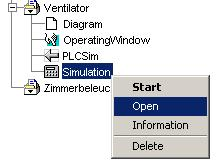 Ventilator
Diagram
OperatingWindow
PLCSim
Simulation
Zimmerbeleuc
Start
Open
Information
Delete